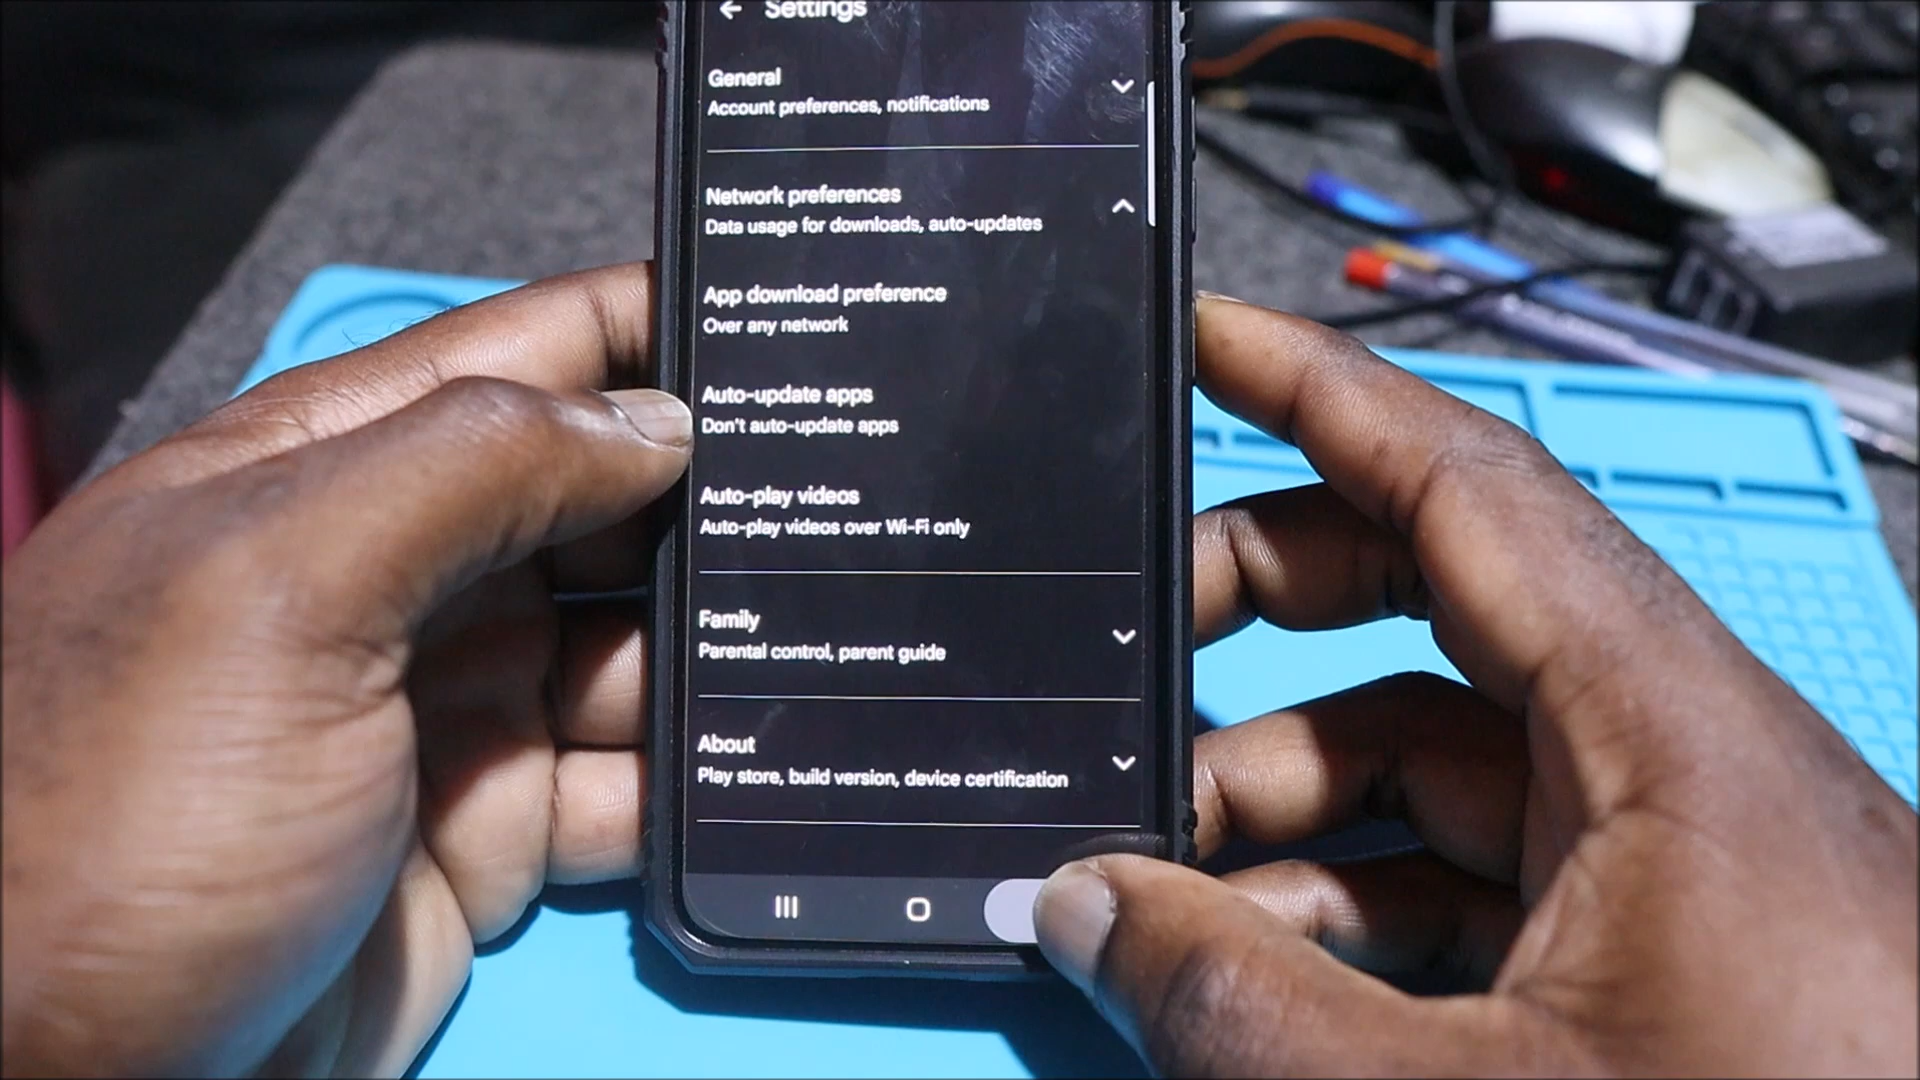 Settings
General
Account preferences, notifications
Network preferences
Data usage for downloads, auto-updates
App download preference
Over any network
Auto-update apps
Don't auto-update apps
Auto-play videos
Auto-play videos over Wi-Fi only
Family
Parental control, parent guide
About
Play store, build version, device certification